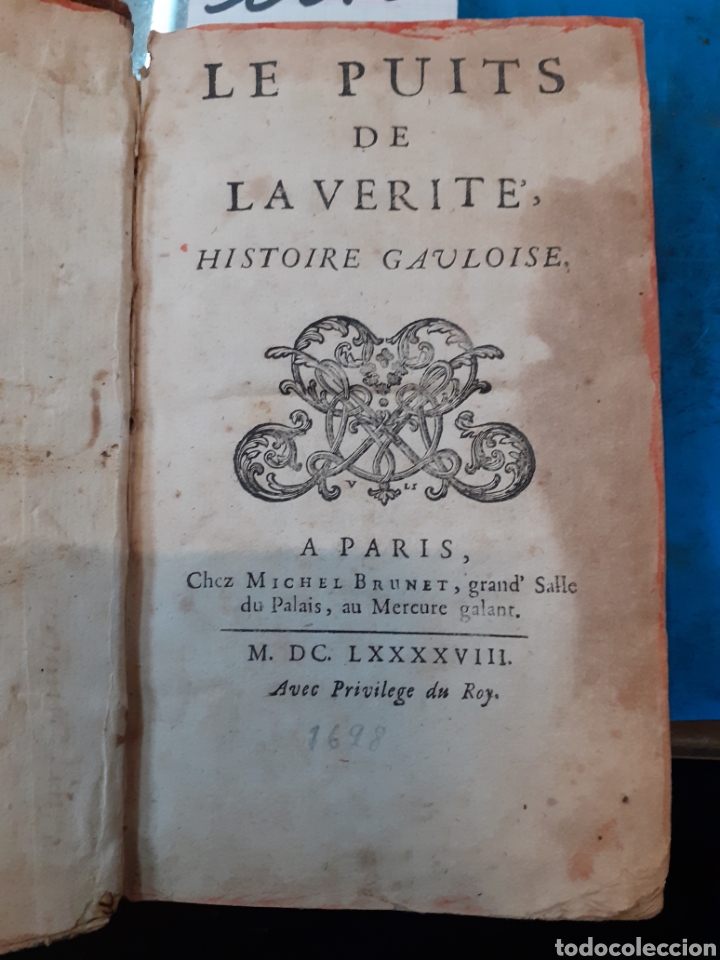 LE PUITS
DE
LA VERITE',
HISTOIRE GAULOISE,
V LI
A PARIS,
Chez MICHEL BRUNET, grand' Salle
du Palais, au Mercure galant.
M. DC. LXXXXVIII.
Avec Privilege du Roy.
1698
todocoleccion